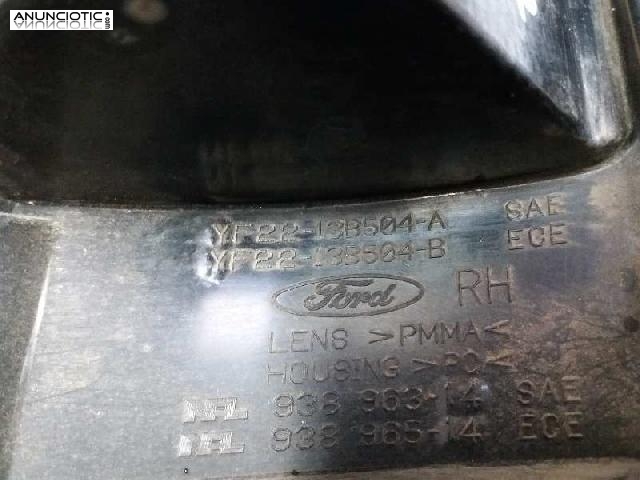 ANUNCIOTIC.com
YF22-13B504-A SAE
YF22-13B504-B ECE
Ford RH
LENS >PMMA<
HOUSING >PC<
938 963-14 SAE
938 965-14 ECE